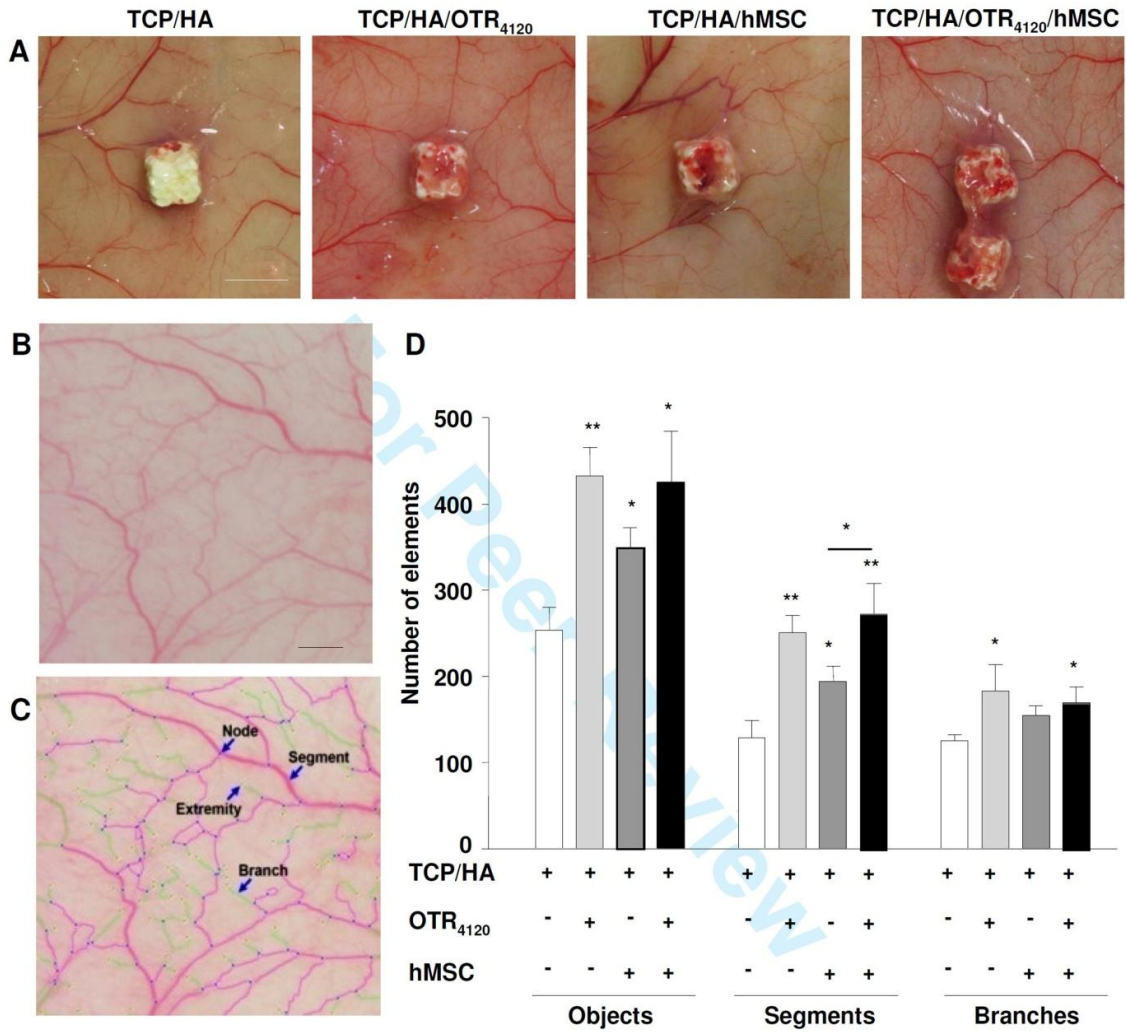 TCP/HA TCP/HA/OTR4120 TCP/HA/hMSC TCP/HA/OTR4120/hMSC
A
B
C
Node
Segment
Extremity
Branch
D
Number of elements
500
400
300
200
100
0
** * * *
** * * **
* *
TCP/HA + + + + + + + + + + + +
OTR4120 - + - + - + - + - + - +
hMSC - - + + - - + + - - + +
Objects Segments Branches
For Peer Review